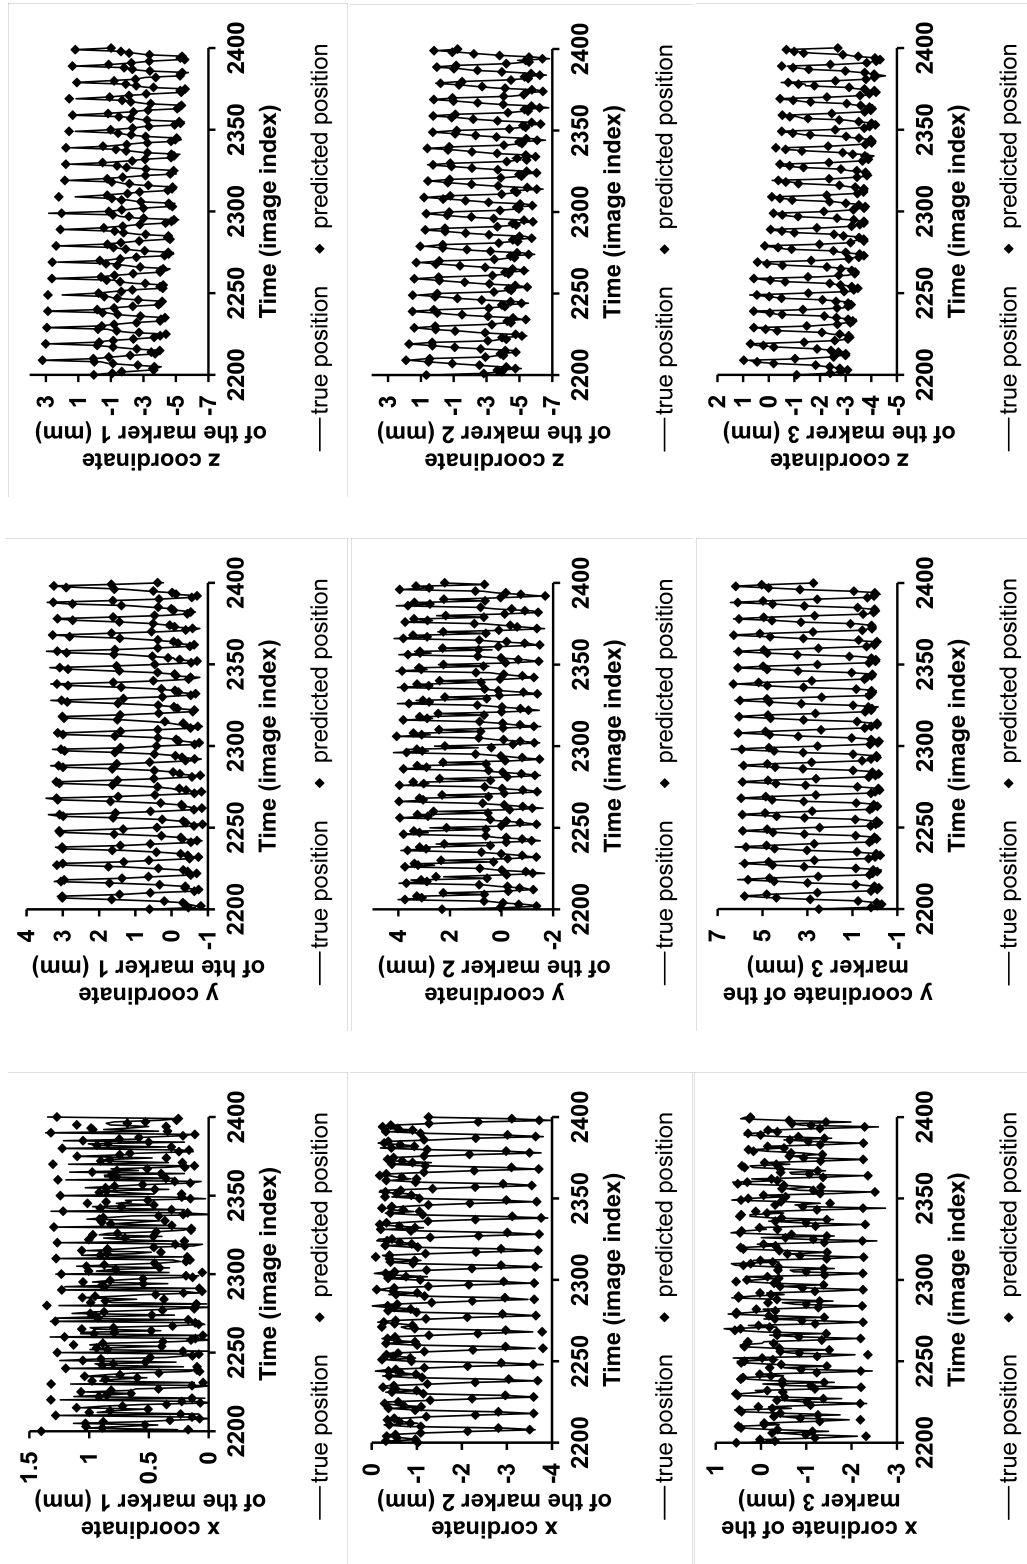 x coordinate
of the marker 1 (mm)
1.5
1
0.5
0
2200 2250 2300 2350 2400
Time (image index)
true position predicted position
y coordinate
of hte marker 1 (mm)
4
3
2
1
0
-1
2200 2250 2300 2350 2400
Time (image index)
true position predicted position
z coordinate
of the marker 1 (mm)
3
1
-1
-3
-5
-7
2200 2250 2300 2350 2400
Time (image index)
true position predicted position
x cordinate
of the marker 2 (mm)
0
-1
-2
-3
-4
2200 2250 2300 2350 2400
Time (image index)
true position predicted position
y coordinate
of the marker 2 (mm)
4
2
0
-2
2200 2250 2300 2350 2400
Time (image index)
true position predicted position
z coordinate
of the makrer 2 (mm)
3
1
-1
-3
-5
-7
2200 2250 2300 2350 2400
Time (image index)
true position predicted position
x coordinate of the
marker 3 (mm)
1
0
-1
-2
-3
2200 2250 2300 2350 2400
Time (image index)
true position predicted position
y coordinate of the
marker 3 (mm)
7
5
3
1
-1
2200 2250 2300 2350 2400
Time (image index)
true position predicted position
z coordinate
of the makrer 3 (mm)
2
1
0
-1
-2
-3
-4
-5
2200 2250 2300 2350 2400
Time (image index)
true position predicted position